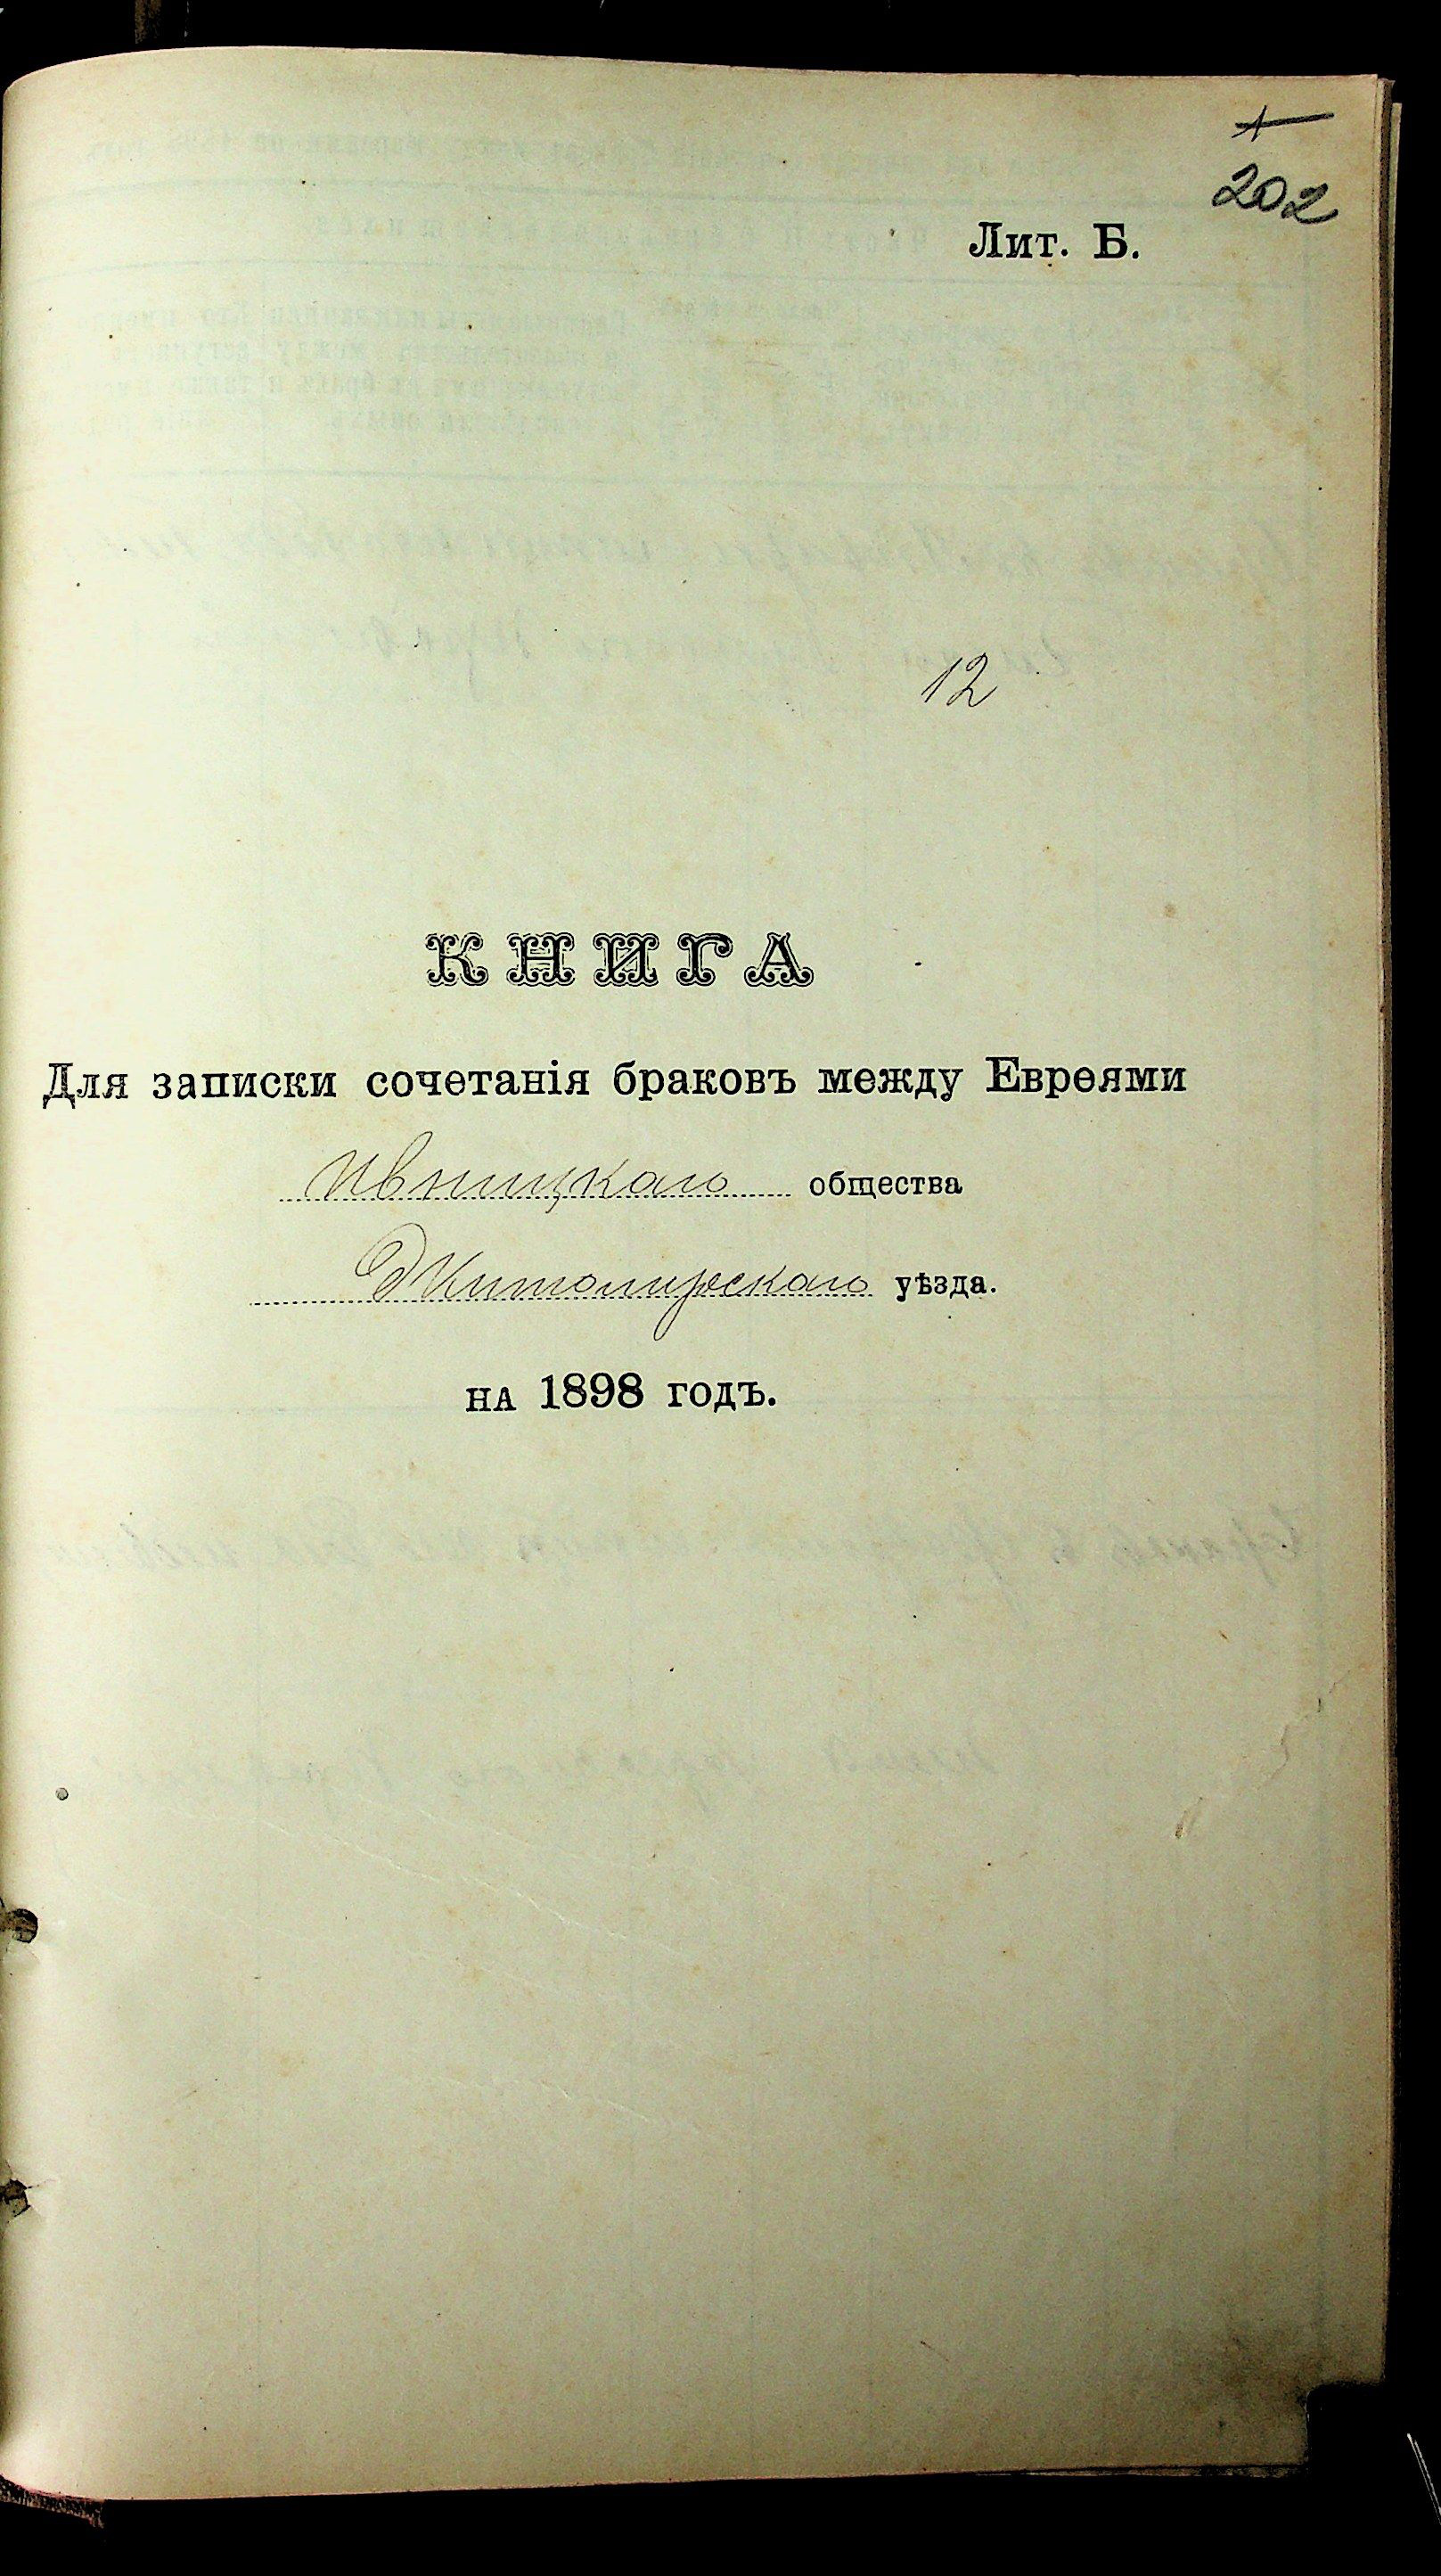 1
202
Лит. Б.
12
КНИГА
Для записки сочетанія браковъ между Евреями
Ивницкаго общества
Житомирскаго уѣзда.
на 1898 годъ.